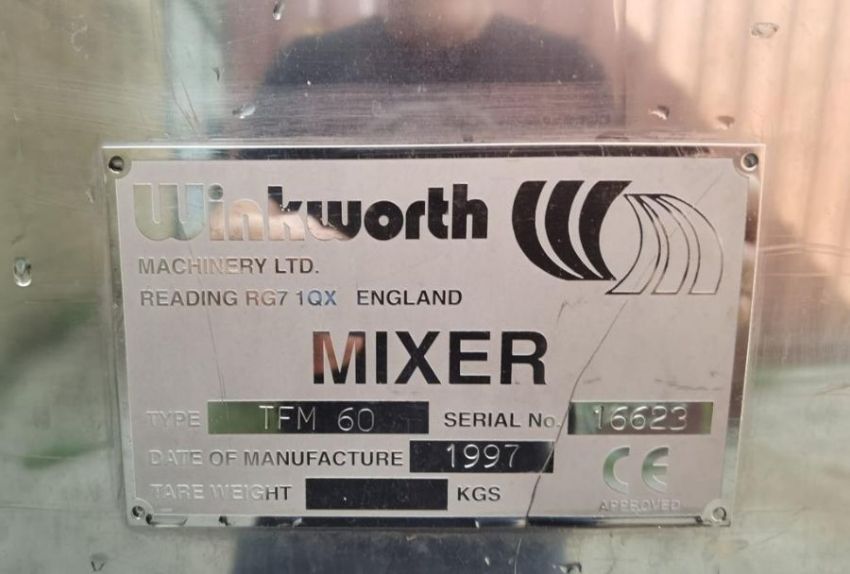 Winkworth
MACHINERY LTD.
READING RG7 1QX ENGLAND
MIXER
TYPE TFM 60 SERIAL No. 16623
DATE OF MANUFACTURE 1997
TARE WEIGHT KGS
CE
APPROVED